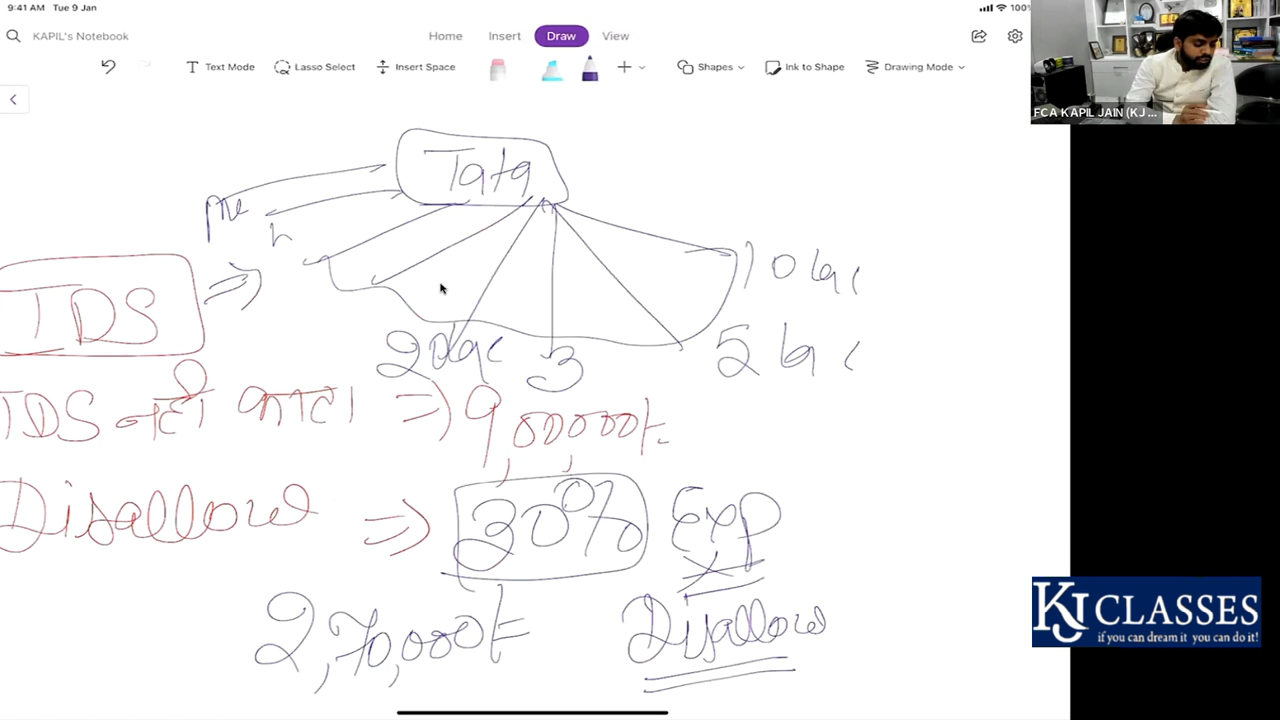 9:41 AM Tue 9 Jan
100%
KAPIL's Notebook
Home Insert Draw View
Text Mode Lasso Select Insert Space Shapes Ink to Shape Drawing Mode
FCA KAPIL JAIN (KJ ...
Tata
10 lac
TDS ⇒
20 lac 3 5 lac
TDS नही काटा ⇒ 9,00,000/-
Disallow ⇒ 30% Exp
2,70,000/- Disallow
KJ CLASSES
if you can dream it you can do it!